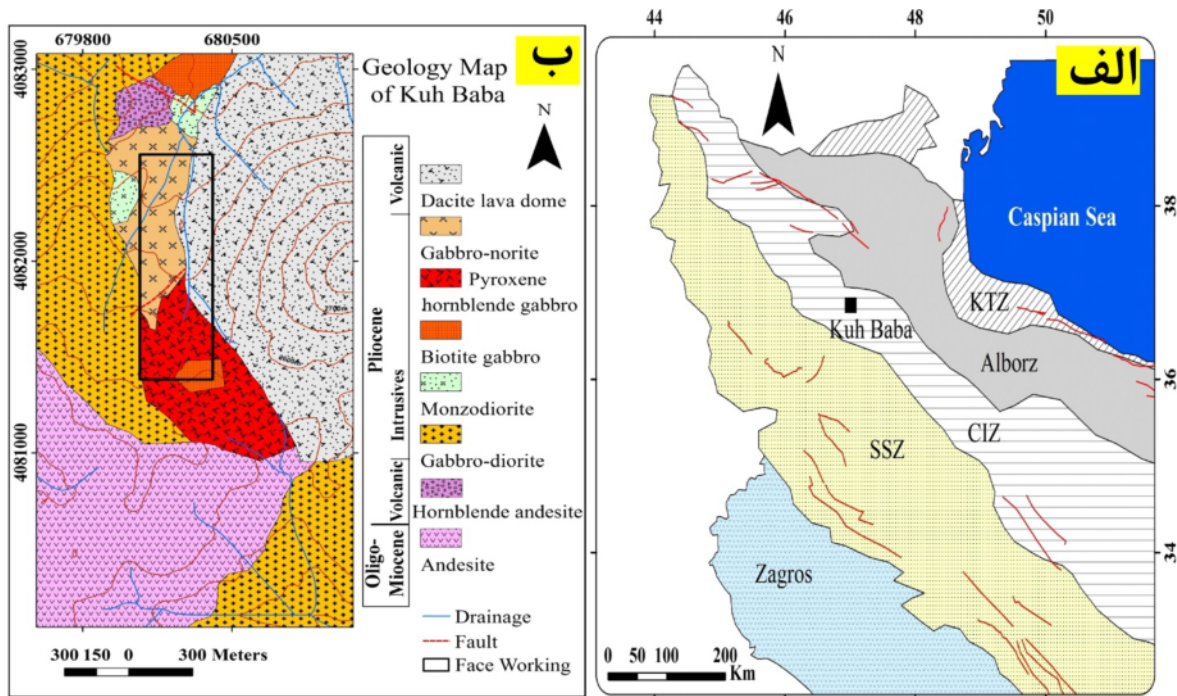 679800 680500
4083000
4082000
4081000
ب
Geology Map
of Kuh Baba
N
Volcanic
Pliocene
Intrusives
Volcanic
Oligo-
Miocene
Dacite lava dome
Gabbro-norite
Pyroxene
hornblende gabbro
Biotite gabbro
Monzodiorite
Gabbro-diorite
Hornblende andesite
Andesite
Drainage
Fault
Face Working
300 150 0 300 Meters
44 46 48 50
الف
N
38
36
34
Caspian Sea
KTZ
Kuh Baba
Alborz
CIZ
SSZ
Zagros
0 50 100 200
Km